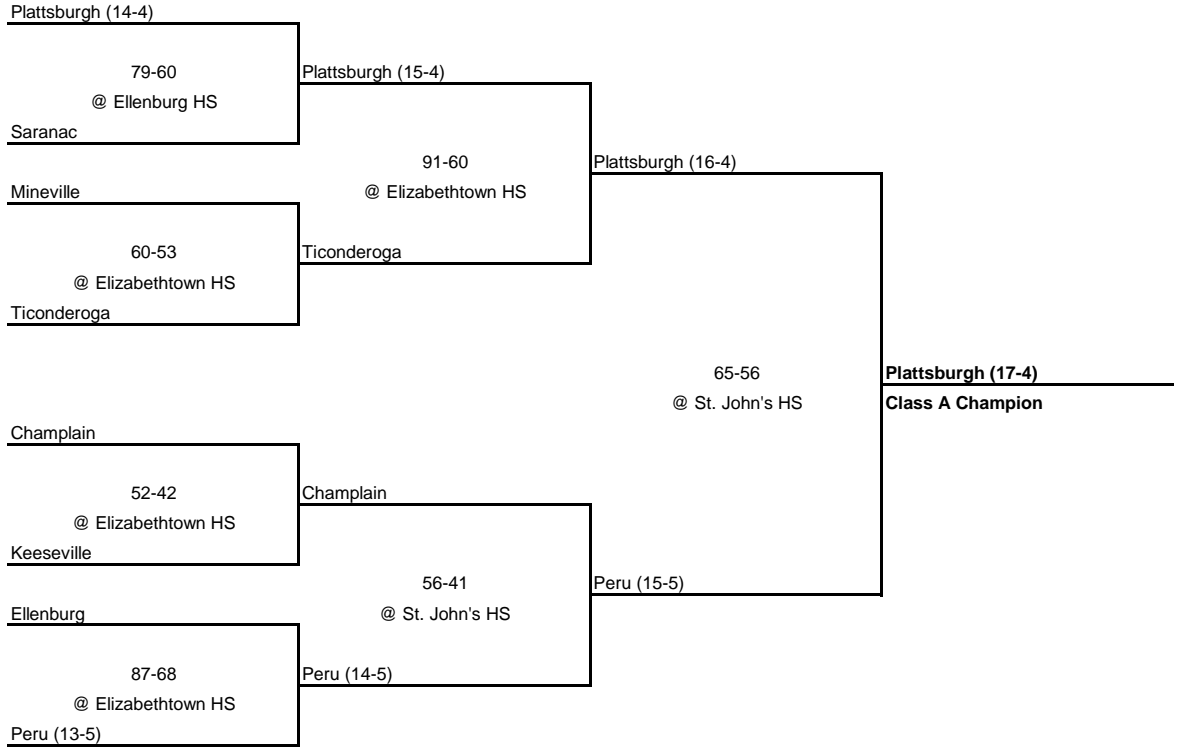 Plattsburgh (14-4)
79-60
@ Ellenburg HS
Saranac
Plattsburgh (15-4)
Mineville
60-53
@ Elizabethtown HS
Ticonderoga
91-60
@ Elizabethtown HS
Ticonderoga
Plattsburgh (16-4)
Champlain
52-42
@ Elizabethtown HS
Keeseville
Champlain
Ellenburg
87-68
@ Elizabethtown HS
Peru (13-5)
56-41
@ St. John's HS
Peru (14-5)
Peru (15-5)
65-56
@ St. John's HS
Plattsburgh (17-4)
Class A Champion